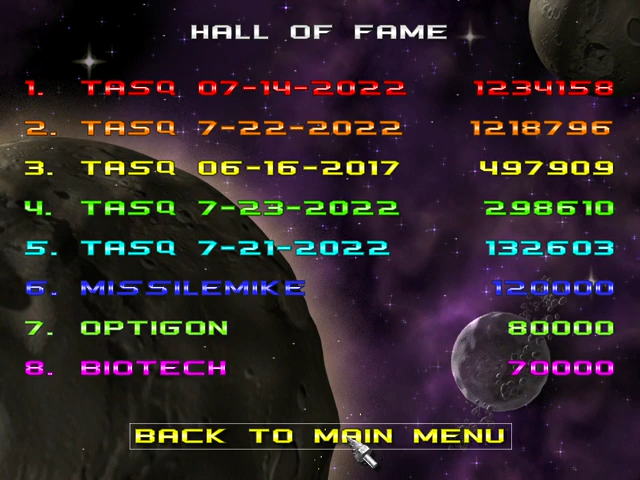 HALL OF FAME
1. TASQ 07-14-2022 1234158
2. TASQ 7-22-2022 1218796
3. TASQ 06-16-2017 497909
4. TASQ 7-23-2022 298610
5. TASQ 7-21-2022 132603
6. MISSILEMIKE 120000
7. OPTIGON 80000
8. BIOTECH 70000
BACK TO MAIN MENU